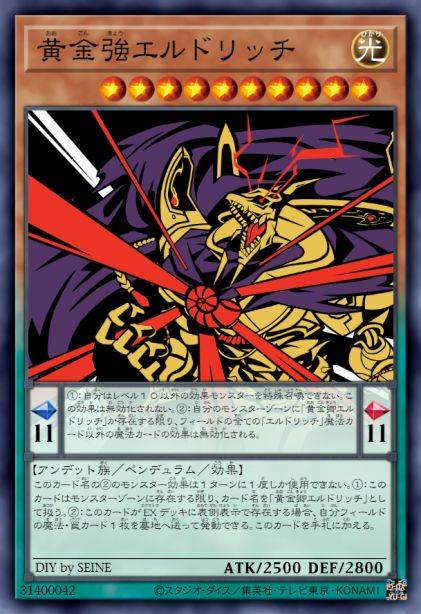 黄金強エルドリッチ
おお ごん きょう
光
ひかり
①:自分はレベル10以外の効果モンスターを特殊召喚できない。こ
の効果は無効化されない。②:自分のモンスターゾーンに「黄金卿エル
ドリッチ」が存在する限り、フィールドの全ての「エルドリッチ」魔法カ
ード以外の魔法カードの効果は無効化される。
11
11
【アンデット族／ペンデュラム／効果】
このカード名の②のモンスター効果は1ターンに1度しか使用できない。①:この
カードはモンスターゾーンに存在する限り、カード名を「黄金卿エルドリッチ」とし
て扱う。②:このカードがEXデッキに表側表示で存在する場合、自分フィールド
の魔法・罠カード1枚を墓地へ送って発動できる。このカードを手札に加える。
DIY by SEINE
ATK/2500 DEF/2800
31400042
©スタジオ・ダイス／集英社・テレビ東京・KONAMI